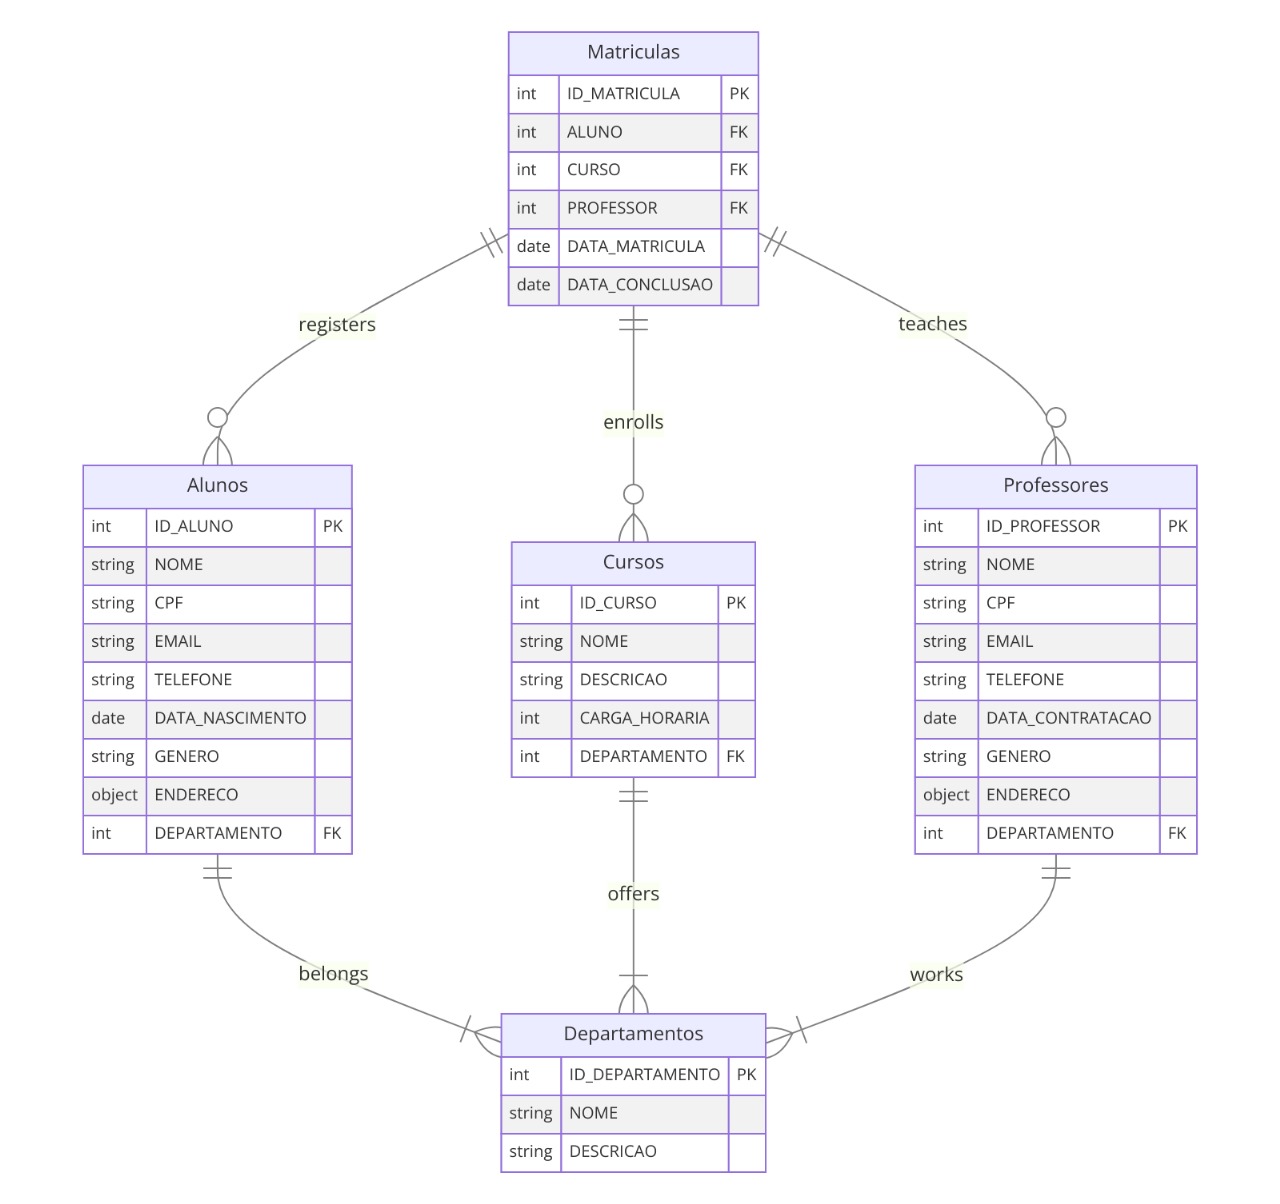 Matriculas
int ID_MATRICULA PK
int ALUNO FK
int CURSO FK
int PROFESSOR FK
date DATA_MATRICULA
date DATA_CONCLUSAO
registers
enrolls
teaches
Alunos
int ID_ALUNO PK
string NOME
string CPF
string EMAIL
string TELEFONE
date DATA_NASCIMENTO
string GENERO
object ENDERECO
int DEPARTAMENTO FK
Cursos
int ID_CURSO PK
string NOME
string DESCRICAO
int CARGA_HORARIA
int DEPARTAMENTO FK
Professores
int ID_PROFESSOR PK
string NOME
string CPF
string EMAIL
string TELEFONE
date DATA_CONTRATACAO
string GENERO
object ENDERECO
int DEPARTAMENTO FK
belongs
offers
works
Departamentos
int ID_DEPARTAMENTO PK
string NOME
string DESCRICAO